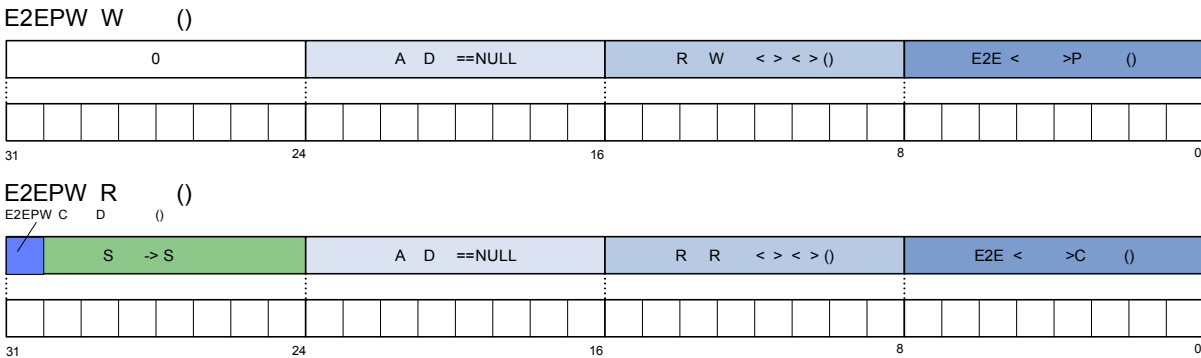 E2EPW W ()
0 A D ==NULL R W < > < > () E2E < >P ()
31 24 16 8 0
E2EPW R ()
E2EPW C D ()
S -> S A D ==NULL R R < > < > () E2E < >C ()
31 24 16 8 0